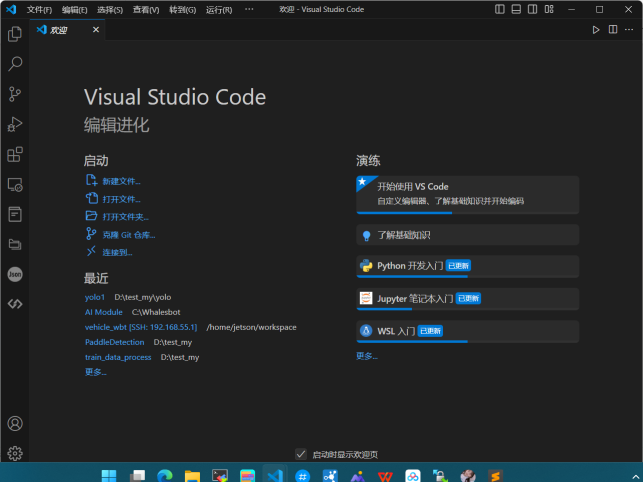 文件(F) 编辑(E) 选择(S) 查看(V) 转到(G) 运行(R) ··· 欢迎 - Visual Studio Code
欢迎
Visual Studio Code
编辑进化
启动
新建文件...
打开文件...
打开文件夹...
克隆 Git 仓库...
连接到...
最近
yolo1 D:\test_my\yolo
AI Module C:\Whalesbot
vehicle_wbt [SSH: 192.168.55.1] /home/jetson/workspace
PaddleDetection D:\test_my
train_data_process D:\test_my
更多...
演练
开始使用 VS Code
自定义编辑器、了解基础知识并开始编码
了解基础知识
Python 开发入门 已更新
Jupyter 笔记本入门 已更新
WSL 入门 已更新
更多...
启动时显示欢迎页